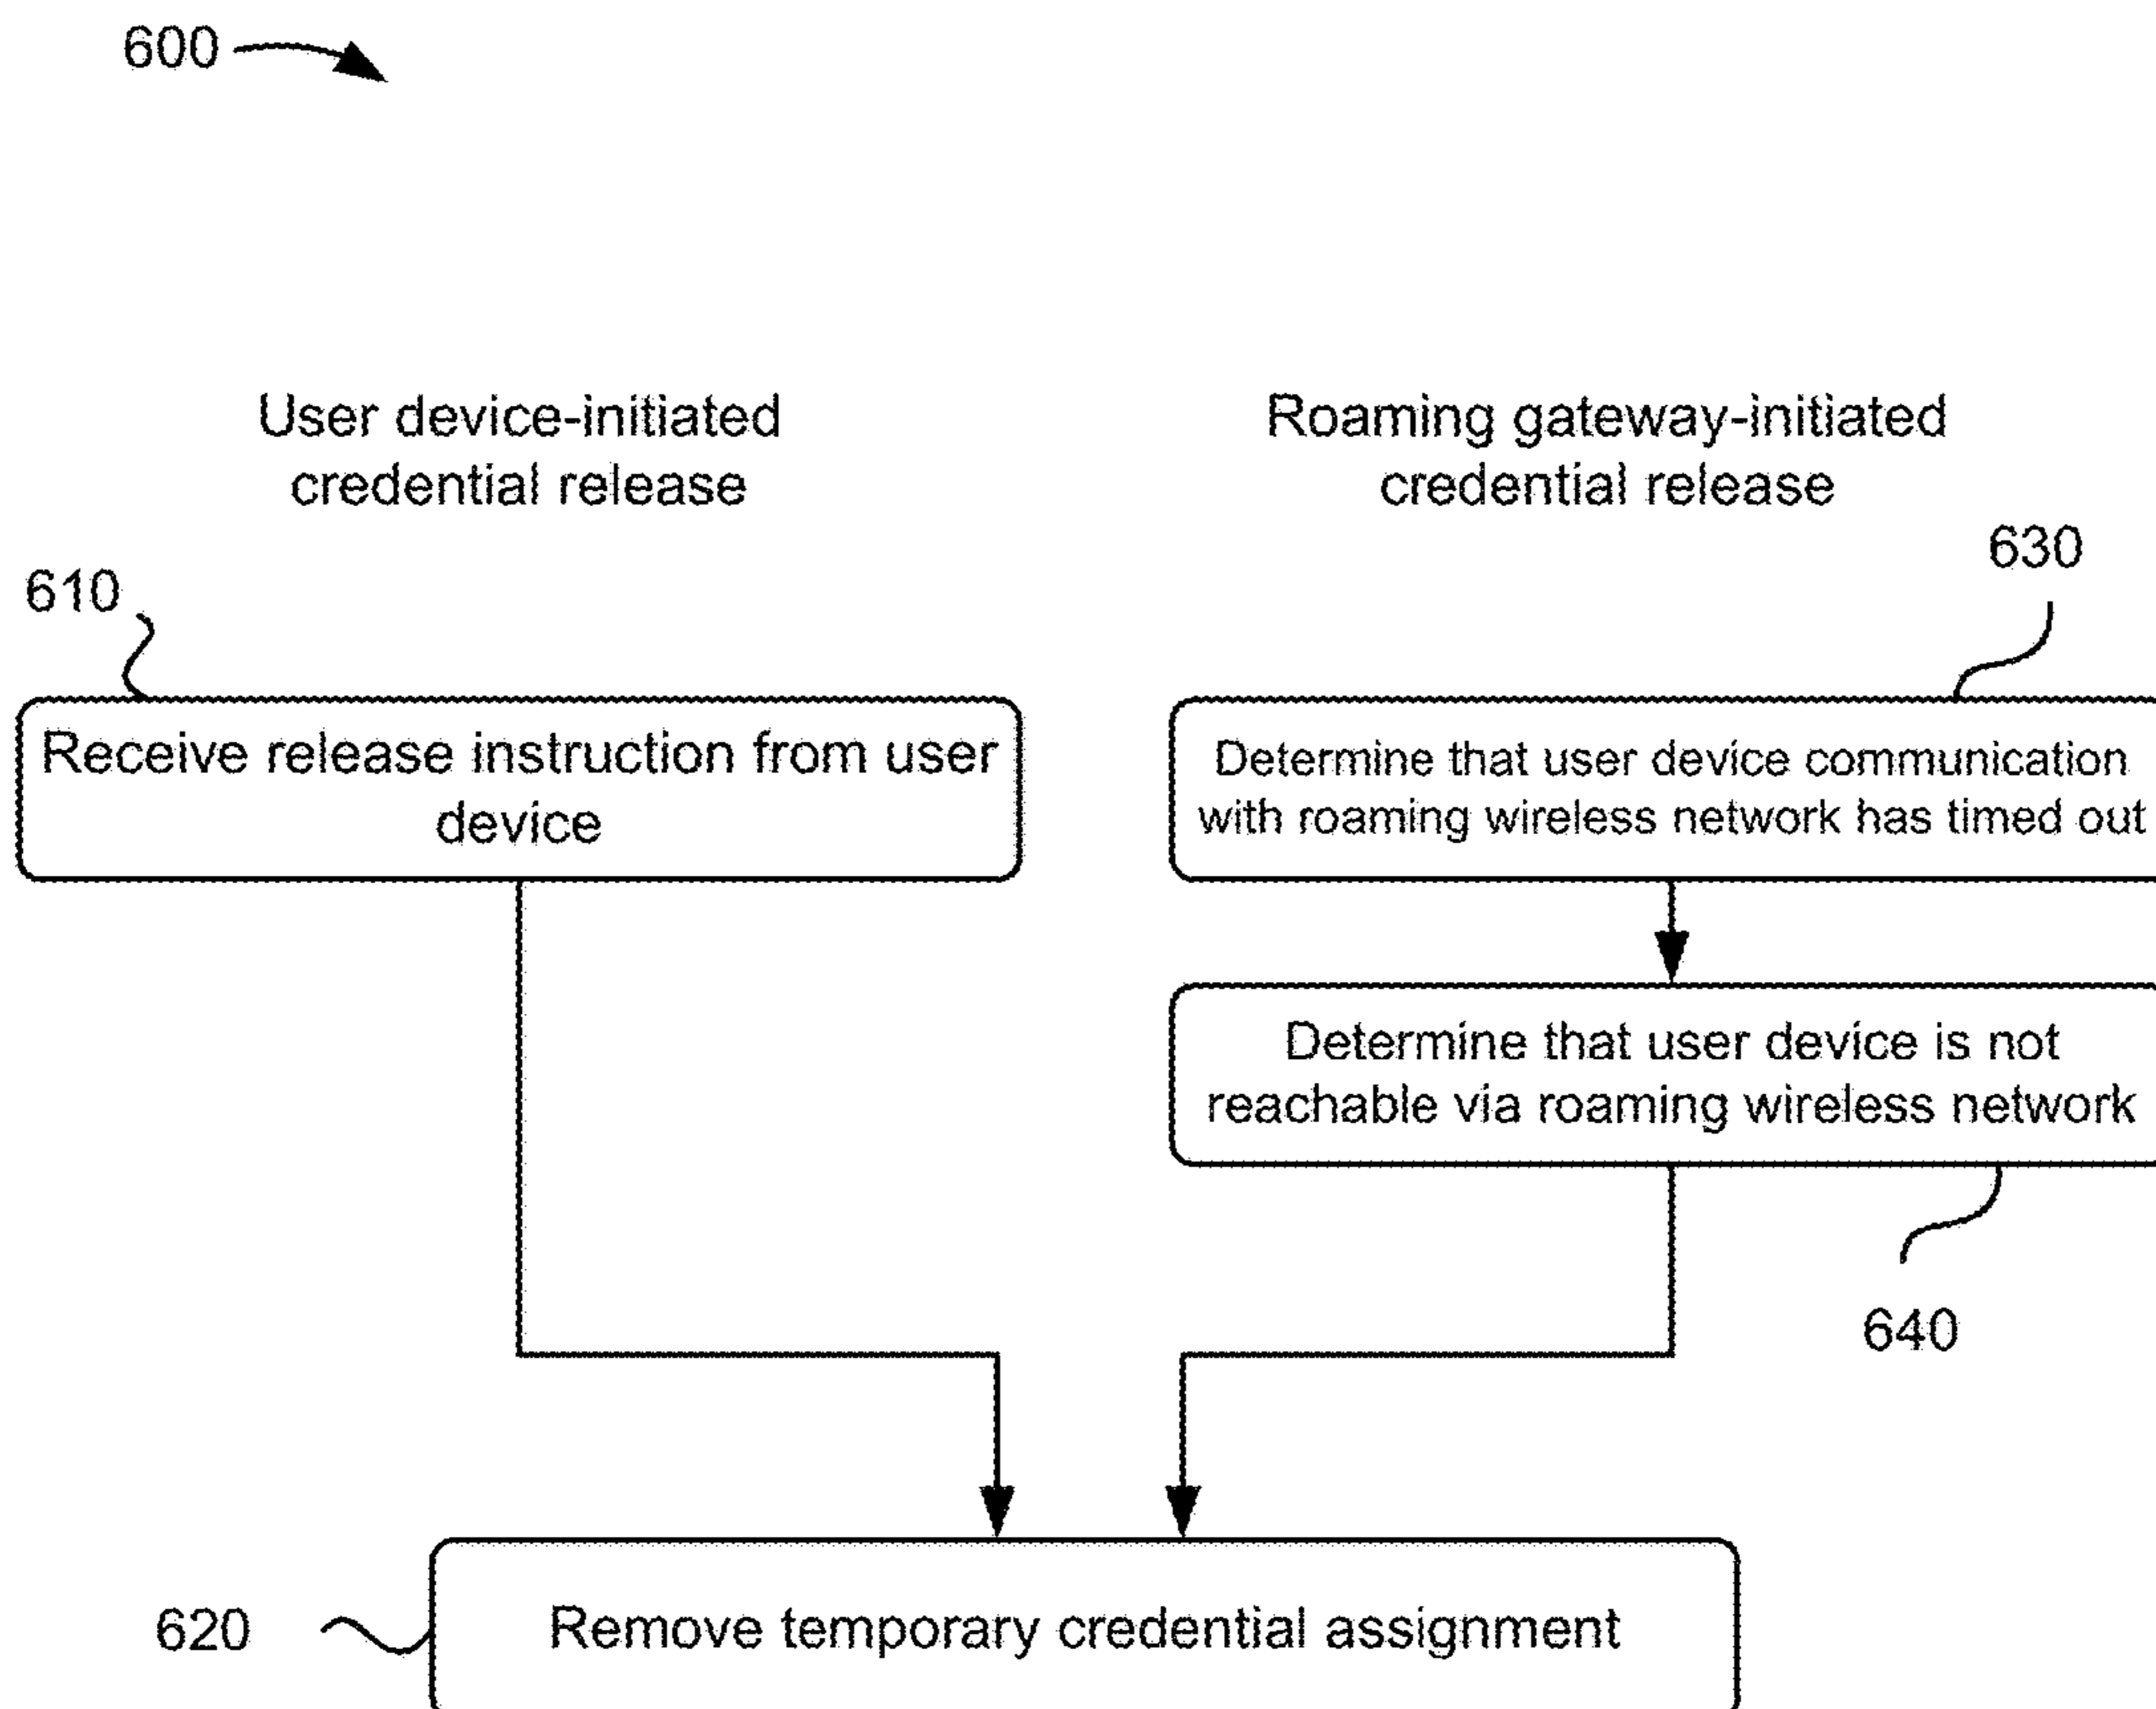 600
User device-initiated
credential release
Roaming gateway-initiated
credential release
610
630
Receive release instruction from user
device
Determine that user device communication
with roaming wireless network has timed out
Determine that user device is not
reachable via roaming wireless network
640
620
Remove temporary credential assignment